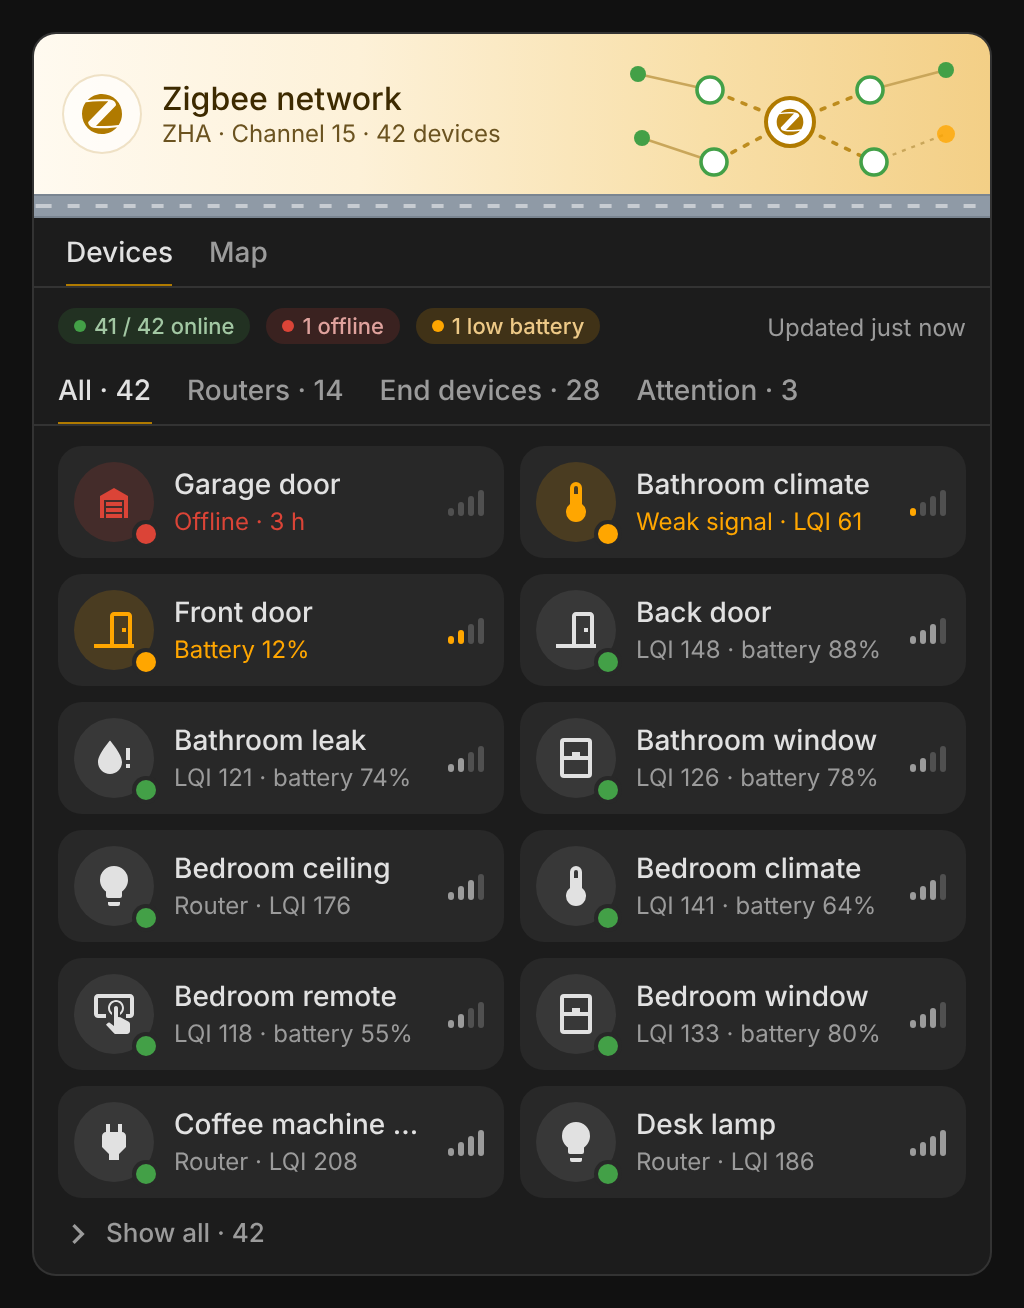 Zigbee network
ZHA · Channel 15 · 42 devices
Devices Map
41 / 42 online 1 offline 1 low battery Updated just now
All · 42 Routers · 14 End devices · 28 Attention · 3
Garage door
Offline · 3 h
Bathroom climate
Weak signal · LQI 61
Front door
Battery 12%
Back door
LQI 148 · battery 88%
Bathroom leak
LQI 121 · battery 74%
Bathroom window
LQI 126 · battery 78%
Bedroom ceiling
Router · LQI 176
Bedroom climate
LQI 141 · battery 64%
Bedroom remote
LQI 118 · battery 55%
Bedroom window
LQI 133 · battery 80%
Coffee machine ...
Router · LQI 208
Desk lamp
Router · LQI 186
Show all · 42